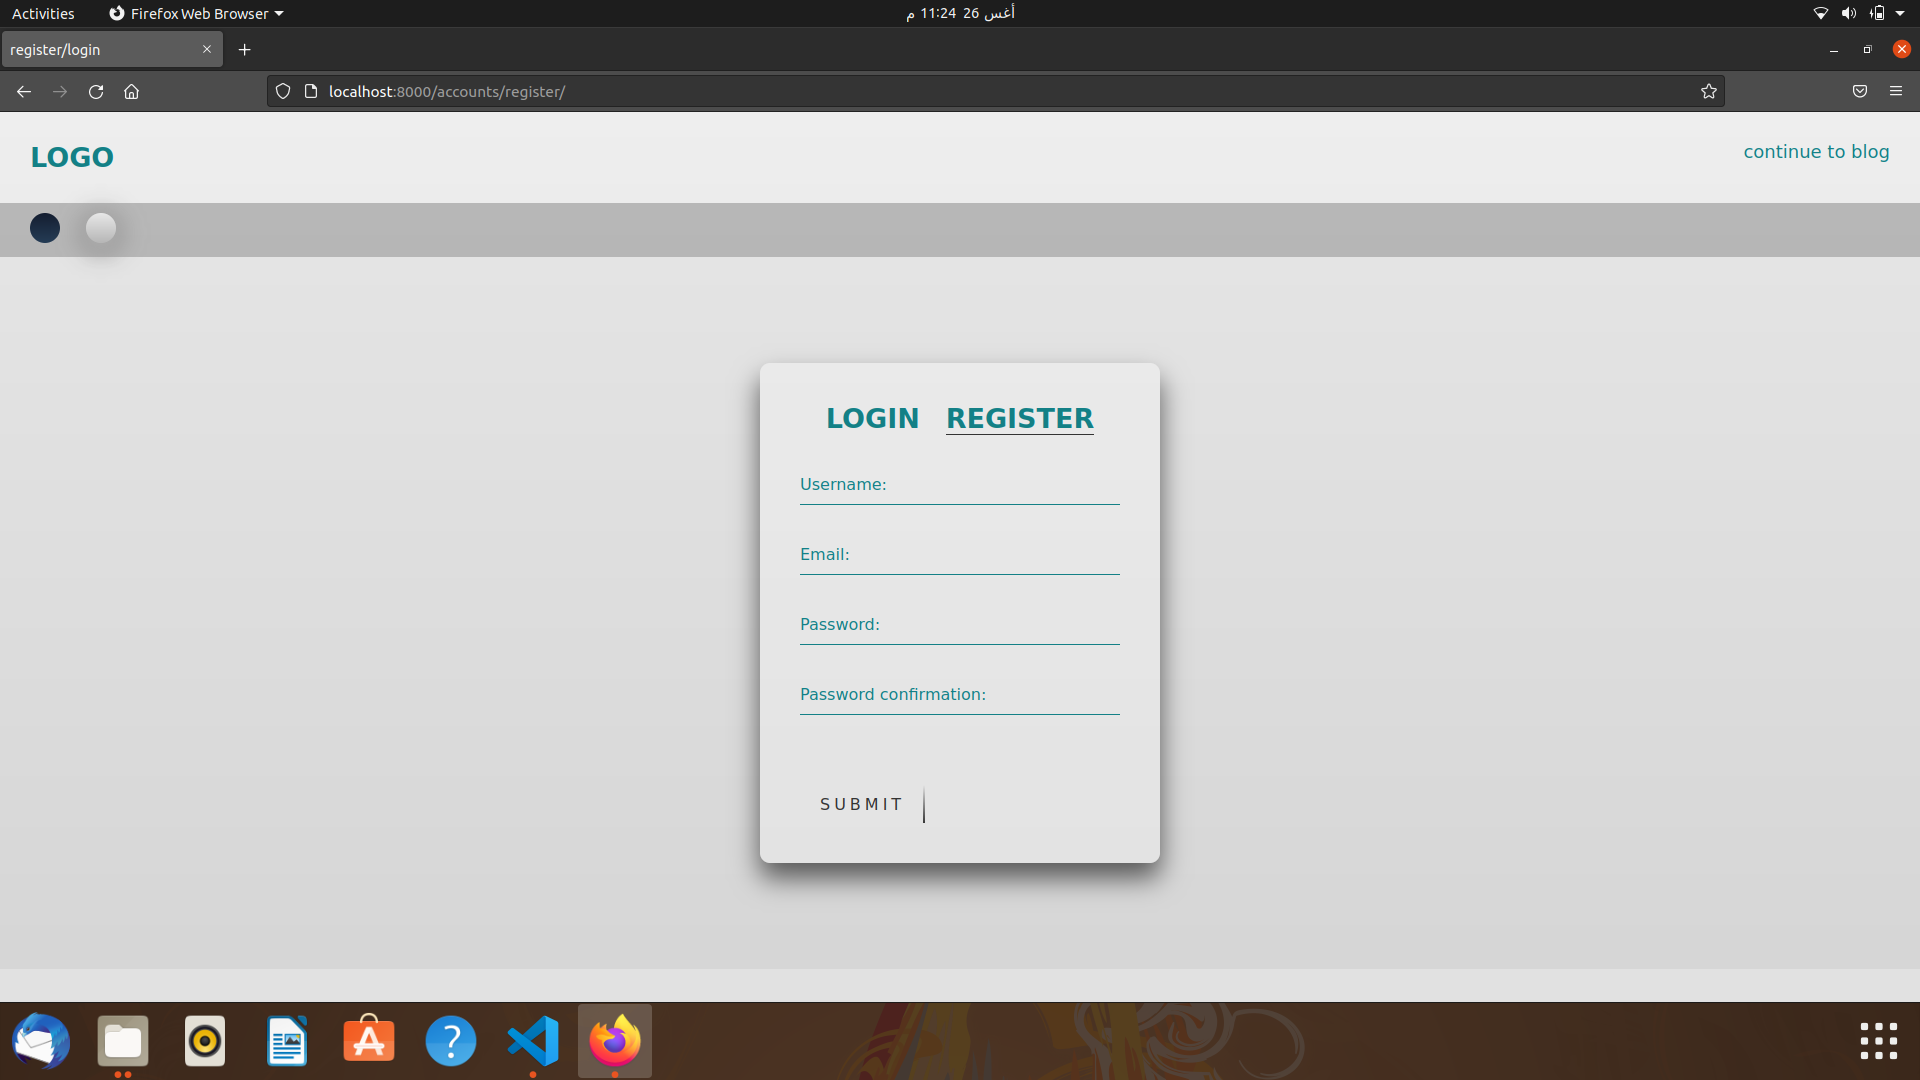 Activities
Firefox Web Browser
أغس 26 11:24 م
register/login
localhost:8000/accounts/register/
LOGO
continue to blog
LOGIN REGISTER
Username:
Email:
Password:
Password confirmation:
SUBMIT